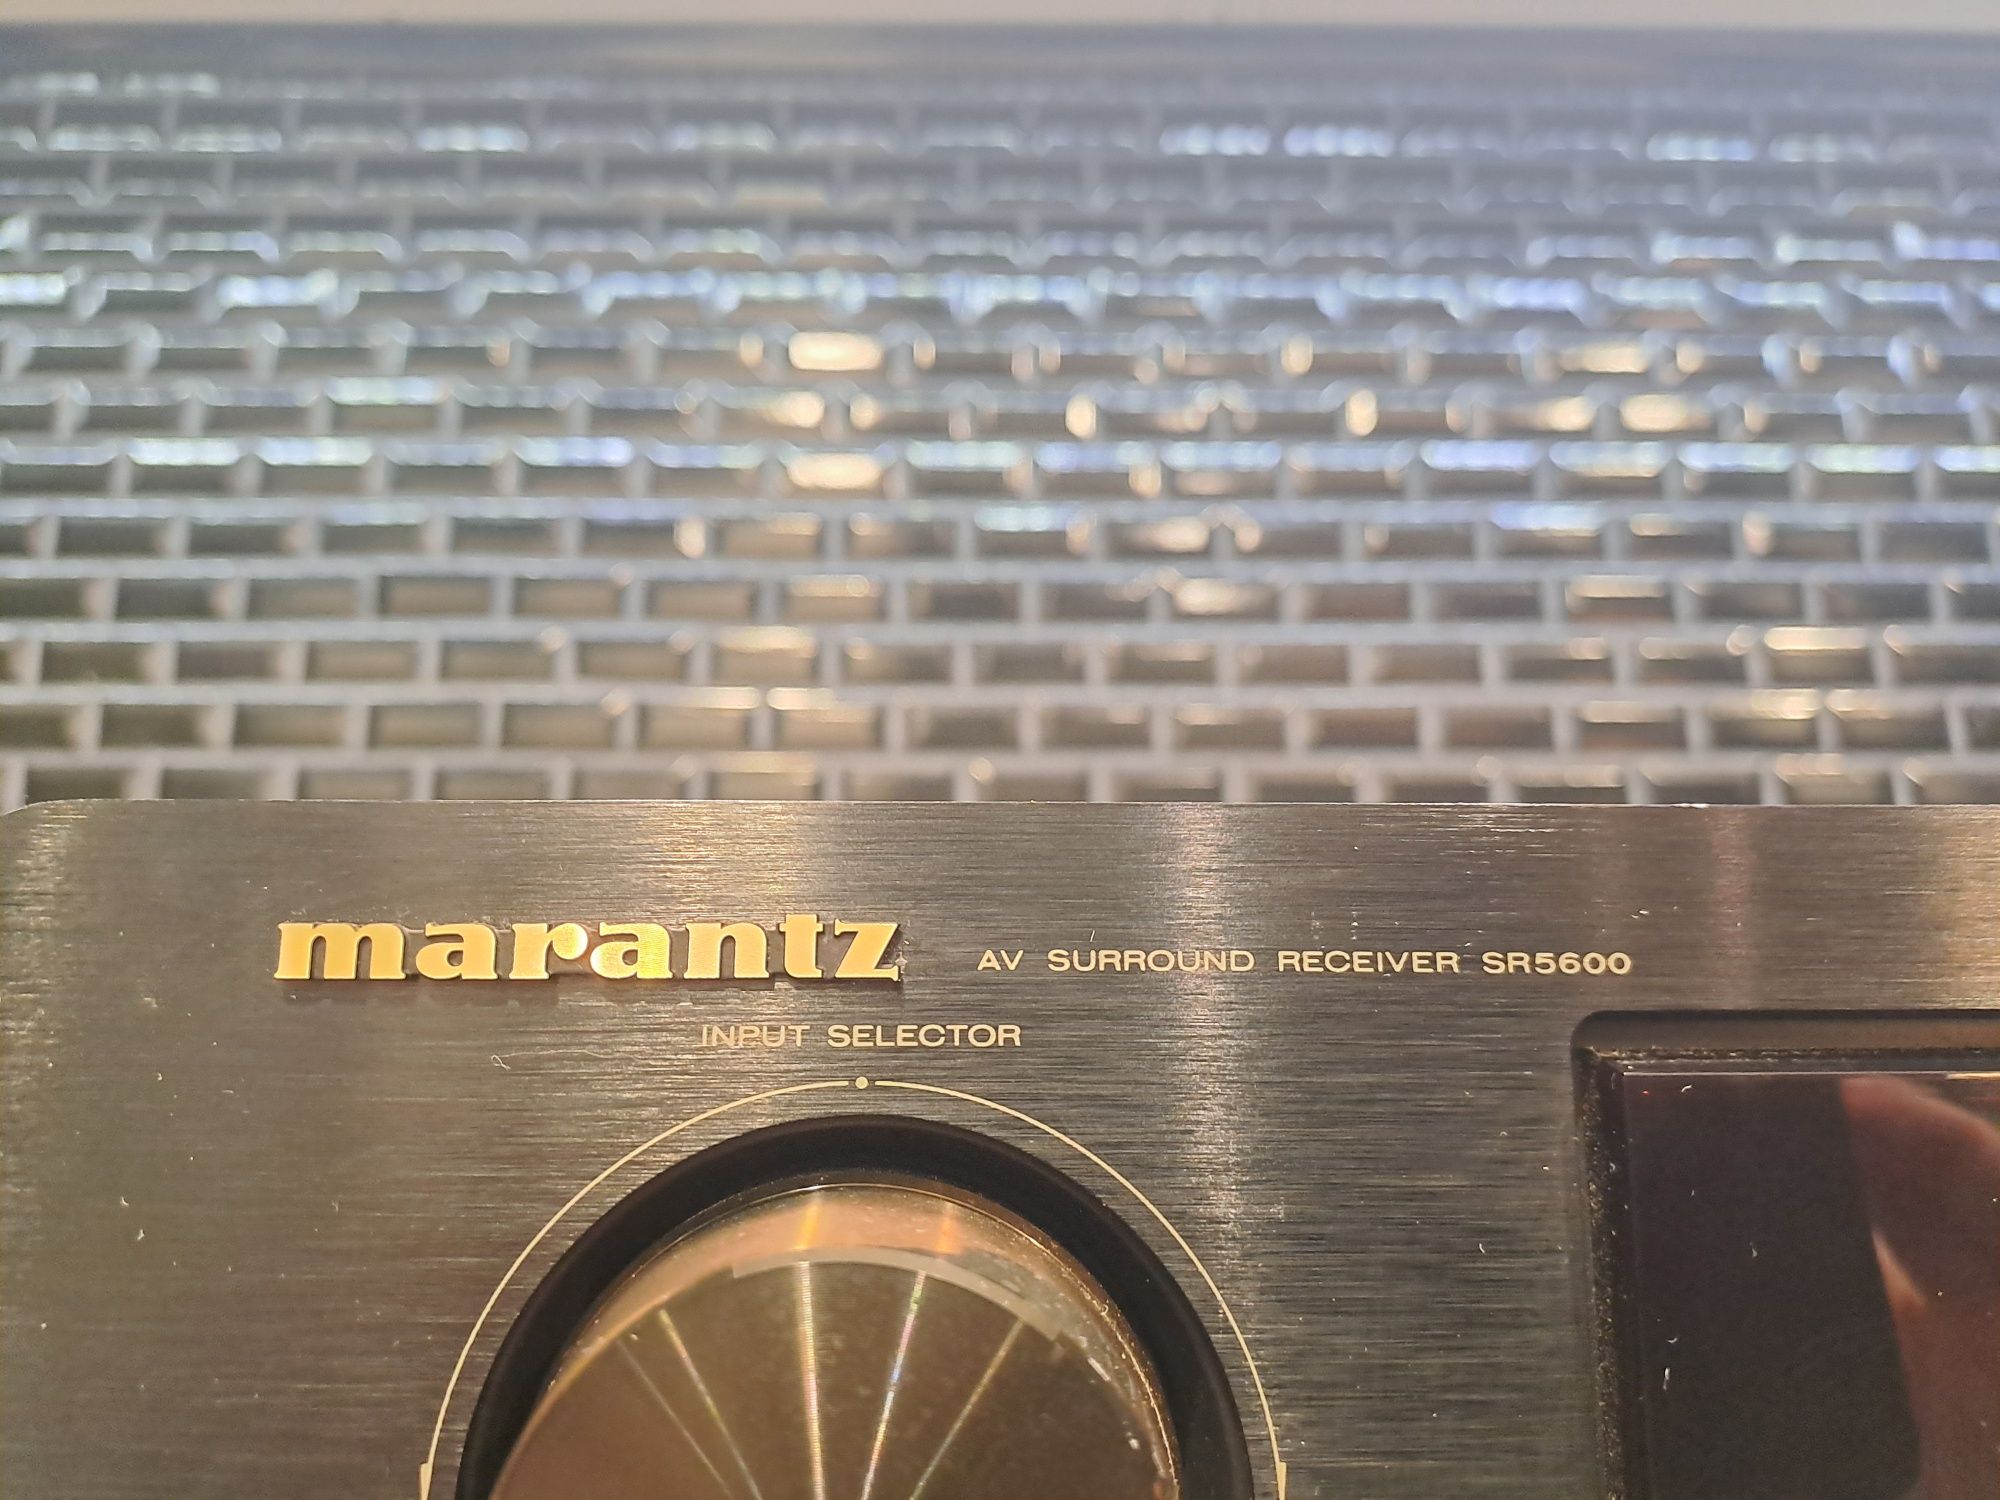 marantz AV SURROUND RECEIVER SR5600
INPUT SELECTOR